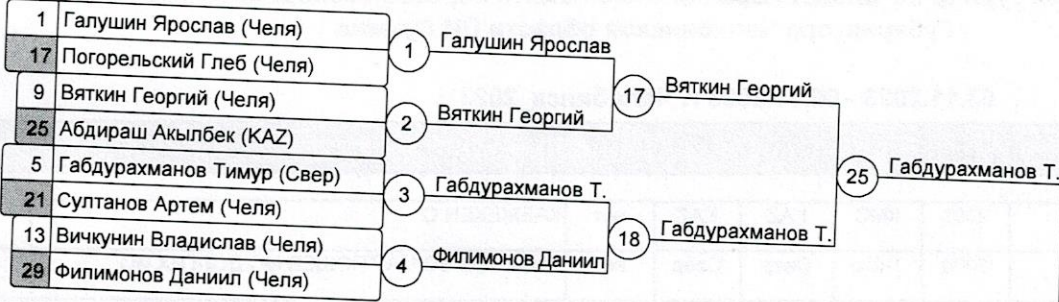 1 Галушин Ярослав (Челя)
17 Погорельский Глеб (Челя)
1 Галушин Ярослав
9 Вяткин Георгий (Челя)
25 Абдираш Акылбек (KAZ)
2 Вяткин Георгий
17 Вяткин Георгий
5 Габдурахманов Тимур (Свер)
21 Султанов Артем (Челя)
3 Габдурахманов Т.
13 Вичкунин Владислав (Челя)
29 Филимонов Даниил (Челя)
4 Филимонов Даниил
18 Габдурахманов Т.
25 Габдурахманов Т.